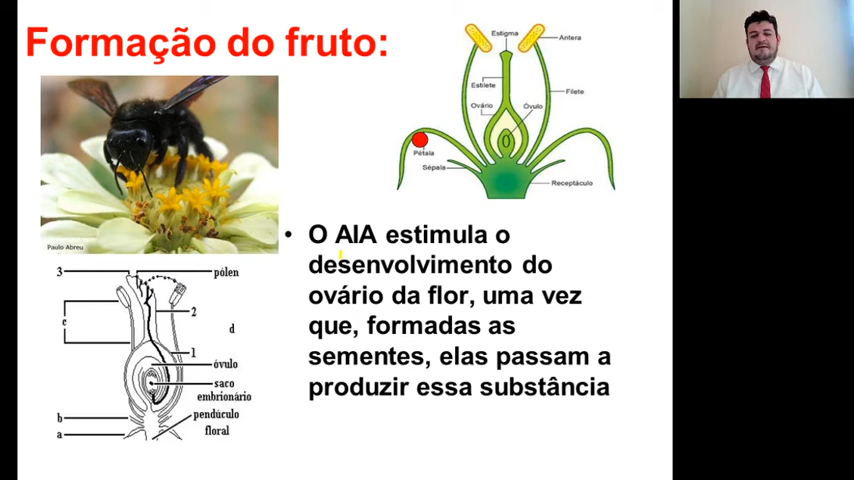 Formação do fruto:
Estigma
Antera
Estilete
Filete
Ovário
Óvulo
Pétala
Sépala
Receptáculo
Paulo Abreu
• O AIA estimula o
desenvolvimento do
ovário da flor, uma vez
que, formadas as
sementes, elas passam a
produzir essa substância
3
pólen
2
c
d
1
óvulo
saco
embrionário
b
pendúculo
a
floral